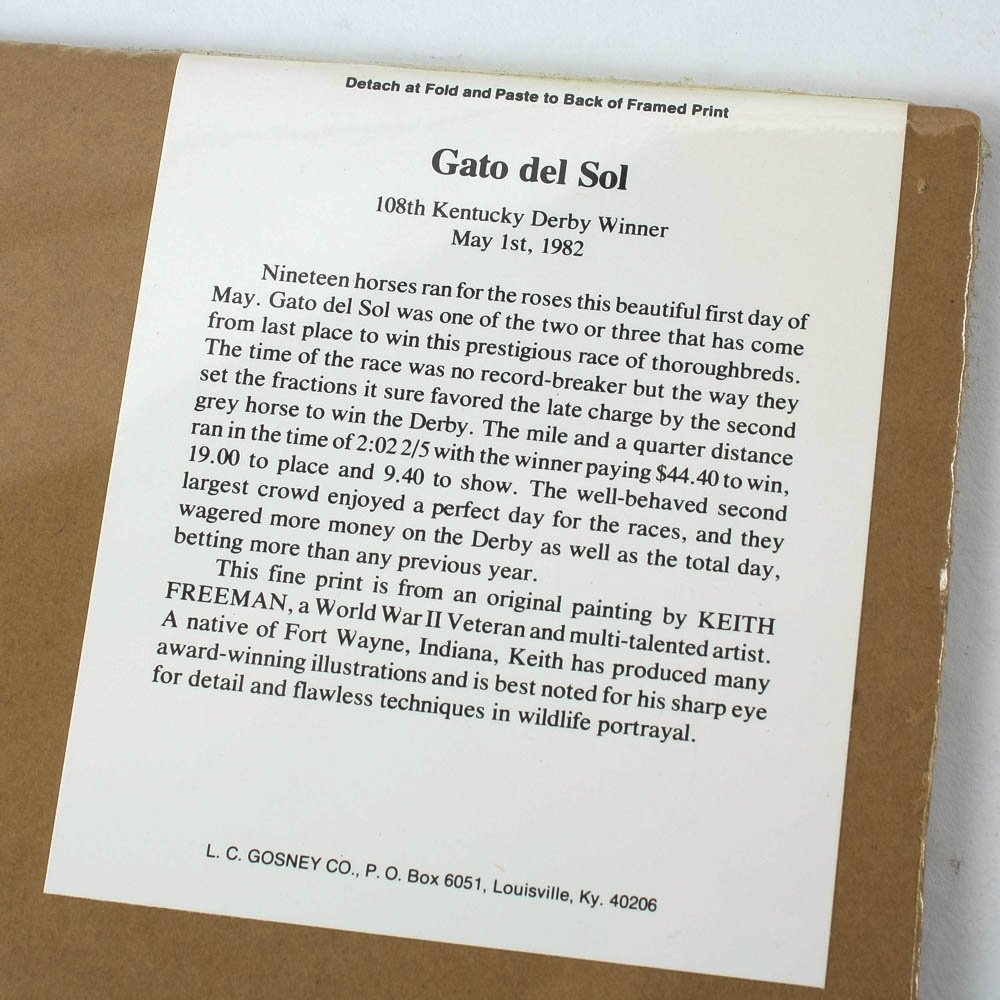 Detach at Fold and Paste to Back of Framed Print
Gato del Sol
108th Kentucky Derby Winner
May 1st, 1982
Nineteen horses ran for the roses this beautiful first day of
May. Gato del Sol was one of the two or three that has come
from last place to win this prestigious race of thoroughbreds.
The time of the race was no record-breaker but the way they
set the fractions it sure favored the late charge by the second
grey horse to win the Derby. The mile and a quarter distance
ran in the time of 2:02 2/5 with the winner paying $44.40 to win,
19.00 to place and 9.40 to show. The well-behaved second
largest crowd enjoyed a perfect day for the races, and they
wagered more money on the Derby as well as the total day,
betting more than any previous year.
This fine print is from an original painting by KEITH
FREEMAN, a World War II Veteran and multi-talented artist.
A native of Fort Wayne, Indiana, Keith has produced many
award-winning illustrations and is best noted for his sharp eye
for detail and flawless techniques in wildlife portrayal.
L. C. GOSNEY CO., P. O. Box 6051, Louisville, Ky. 40206